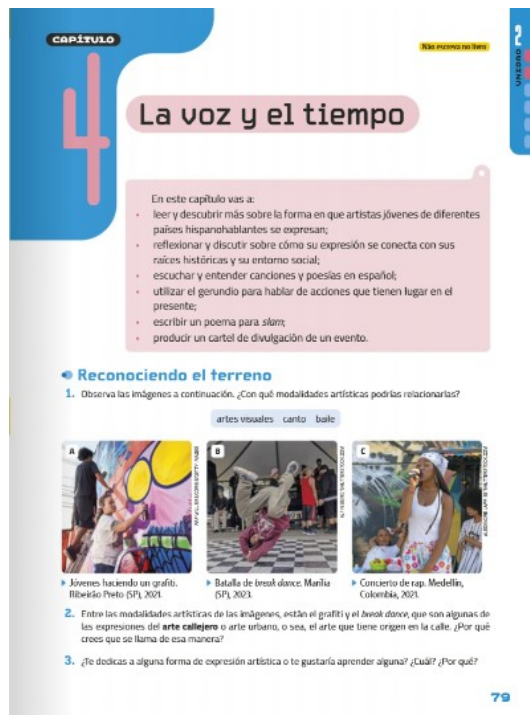 CAPÍTULO
4
Não escreva no livro
UNIDAD 2
La voz y el tiempo
En este capítulo vas a:
• leer y descubrir más sobre la forma en que artistas jóvenes de diferentes
países hispanohablantes se expresan;
• reflexionar y discutir sobre cómo su expresión se conecta con sus
raíces históricas y su entorno social;
• escuchar y entender canciones y poesías en español;
• utilizar el gerundio para hablar de acciones que tienen lugar en el
presente;
• escribir un poema para slam;
• producir un cartel de divulgación de un evento.
Reconociendo el terreno
1. Observa las imágenes a continuación. ¿Con qué modalidades artísticas podrías relacionarlas?
artes visuales canto baile
A
B
C
Jóvenes haciendo un grafiti.
Ribeirão Preto (SP), 2021.
Batalla de break dance. Marília
(SP), 2023.
Concierto de rap. Medellín,
Colombia, 2021.
2. Entre las modalidades artísticas de las imágenes, están el grafiti y el break dance, que son algunas de
las expresiones del arte callejero o arte urbano, o sea, el arte que tiene origen en la calle. ¿Por qué
crees que se llama de esa manera?
3. ¿Te dedicas a alguna forma de expresión artística o te gustaría aprender alguna? ¿Cuál? ¿Por qué?
79